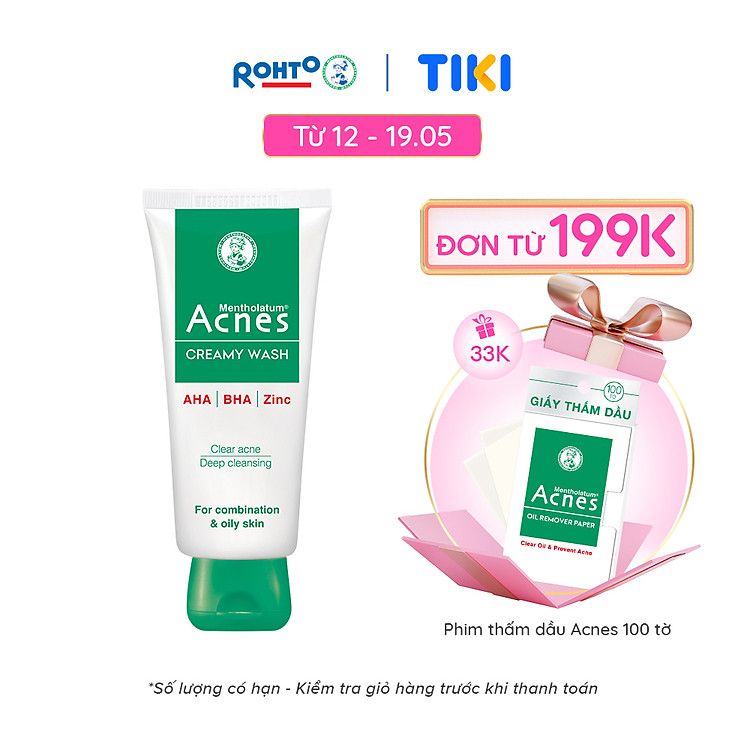 ROHTO
TIKI
Từ 12 - 19.05
Mentholatum®
Acnes
CREAMY WASH
AHA | BHA | Zinc
Clear acne
Deep cleansing
For combination
& oily skin
ĐƠN TỪ 199K
33K
100
TỜ
GIẤY THẤM DẦU
Mentholatum®
Acnes
OIL REMOVER PAPER
Clear Oil & Prevent Acne
Phim thấm dầu Acnes 100 tờ
*Số lượng có hạn - Kiểm tra giỏ hàng trước khi thanh toán